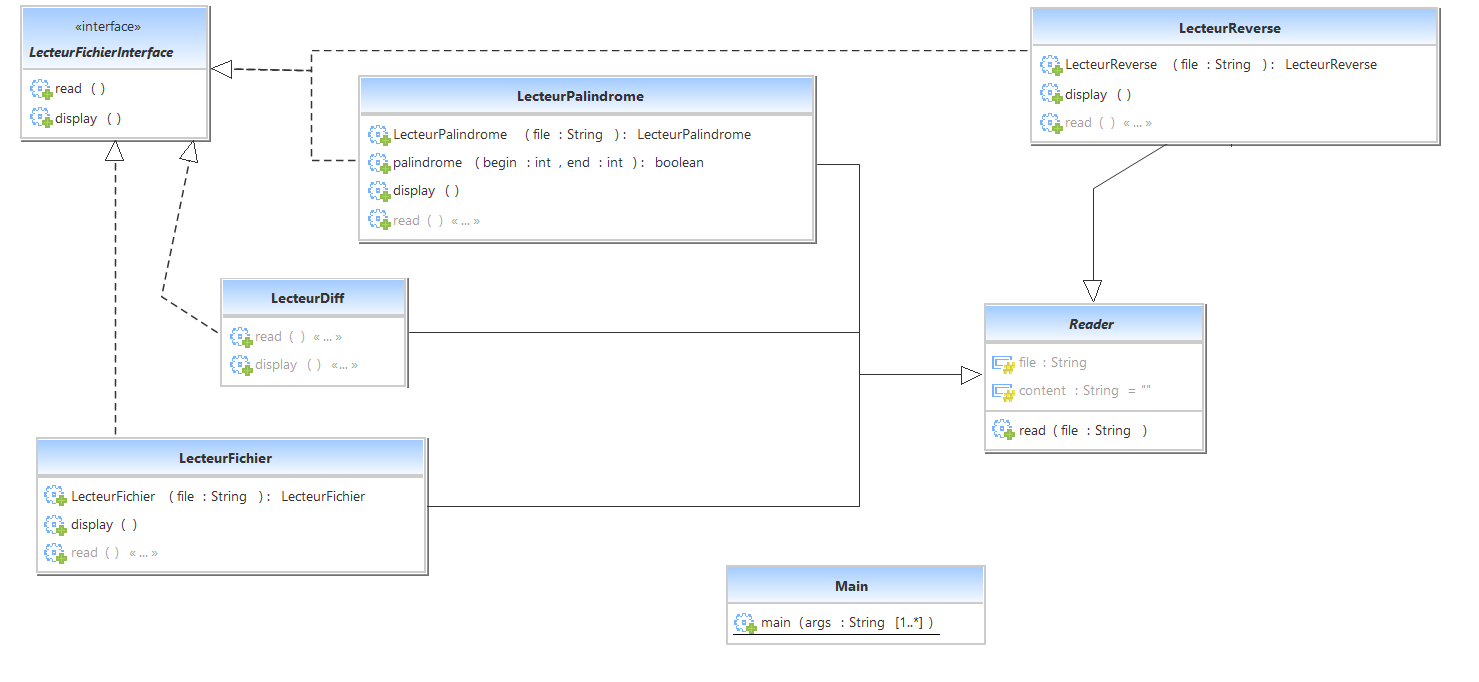 «interface»
LecteurFichierInterface
read ( )
display ( )
LecteurReverse
LecteurReverse ( file : String ) : LecteurReverse
display ( )
read ( ) « ... »
LecteurPalindrome
LecteurPalindrome ( file : String ) : LecteurPalindrome
palindrome ( begin : int , end : int ) : boolean
display ( )
read ( ) « ... »
LecteurDiff
read ( ) « ... »
display ( ) «... »
Reader
file : String
content : String = ""
read ( file : String )
LecteurFichier
LecteurFichier ( file : String ) : LecteurFichier
display ( )
read ( ) « ... »
Main
main (args : String [1..*] )